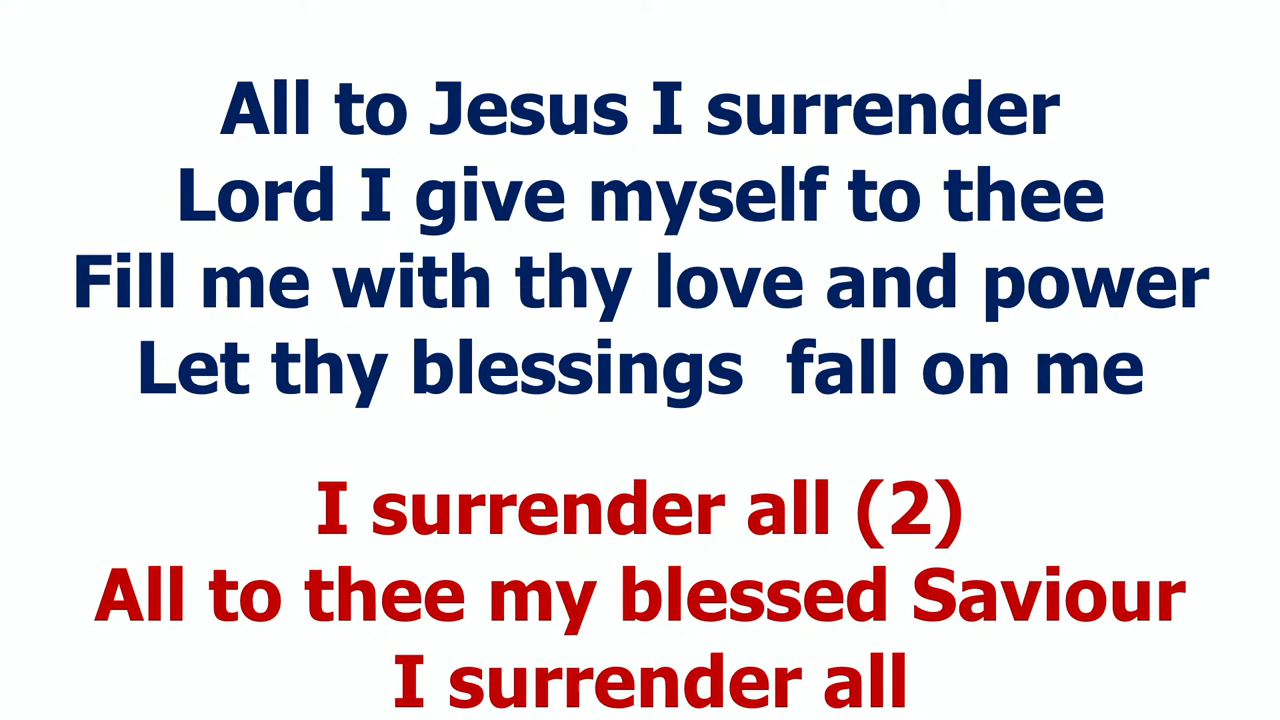 All to Jesus I surrender
Lord I give myself to thee
Fill me with thy love and power
Let thy blessings  fall on me
I surrender all (2)
All to thee my blessed Saviour
I surrender all